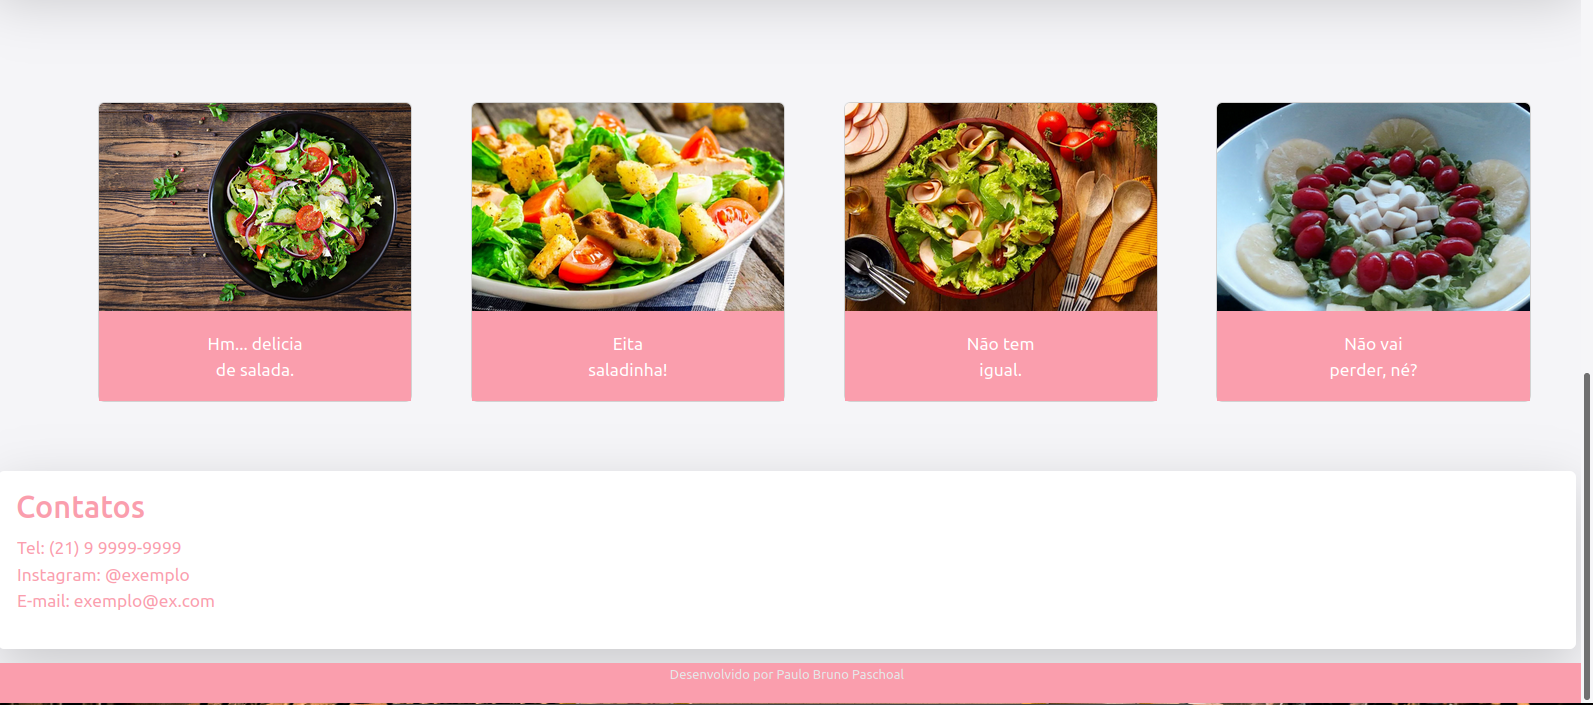 Hm... delicia
de salada.
Eita
saladinha!
Não tem
igual.
Não vai
perder, né?
Contatos
Tel: (21) 9 9999-9999
Instagram: @exemplo
E-mail: exemplo@ex.com
Desenvolvido por Paulo Bruno Paschoal